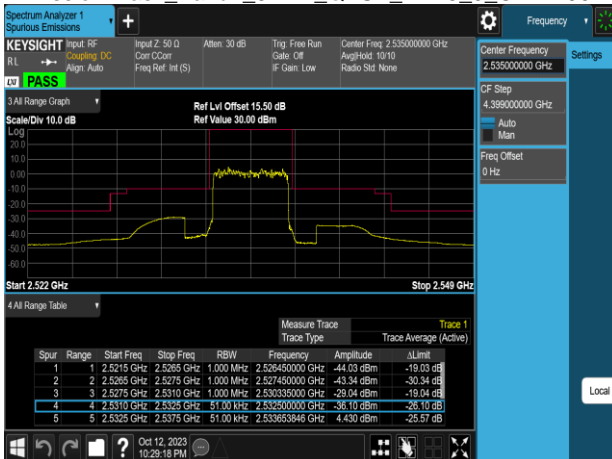 Spectrum Analyzer 1
Spurious Emissions
Frequency
KEYSIGHT
RL
Input: RF
Coupling: DC
Align: Auto
Input Z: 50 Ω
Corr CCorr
Freq Ref: Int (S)
Atten: 30 dB
Trig: Free Run
Gate: Off
IF Gain: Low
Center Freq: 2.535000000 GHz
Avg|Hold: 10/10
Radio Std: None
LXI PASS
Center Frequency
2.535000000 GHz
Settings
CF Step
4.399000000 GHz
Auto
Man
Freq Offset
0 Hz
3 All Range Graph
Scale/Div 10.0 dB
Ref Lvl Offset 15.50 dB
Ref Value 30.00 dBm
Log
20.0
10.0
0.00
-10.0
-20.0
-30.0
-40.0
-50.0
-60.0
Start 2.522 GHz
Stop 2.549 GHz
4 All Range Table
Measure Trace Trace 1
Trace Type Trace Average (Active)
Spur Range Start Freq Stop Freq RBW Frequency Amplitude ΔLimit
1 1 2.5215 GHz 2.5265 GHz 1.000 MHz 2.526450000 GHz -44.03 dBm -19.03 dB
2 2 2.5265 GHz 2.5275 GHz 1.000 MHz 2.527450000 GHz -43.34 dBm -30.34 dB
3 3 2.5275 GHz 2.5310 GHz 1.000 MHz 2.530335000 GHz -29.04 dBm -19.04 dB
4 4 2.5310 GHz 2.5325 GHz 51.00 kHz 2.532500000 GHz -36.10 dBm -26.10 dB
5 5 2.5325 GHz 2.5375 GHz 51.00 kHz 2.533653846 GHz 4.430 dBm -25.57 dB
Local
Oct 12, 2023
10:29:18 PM